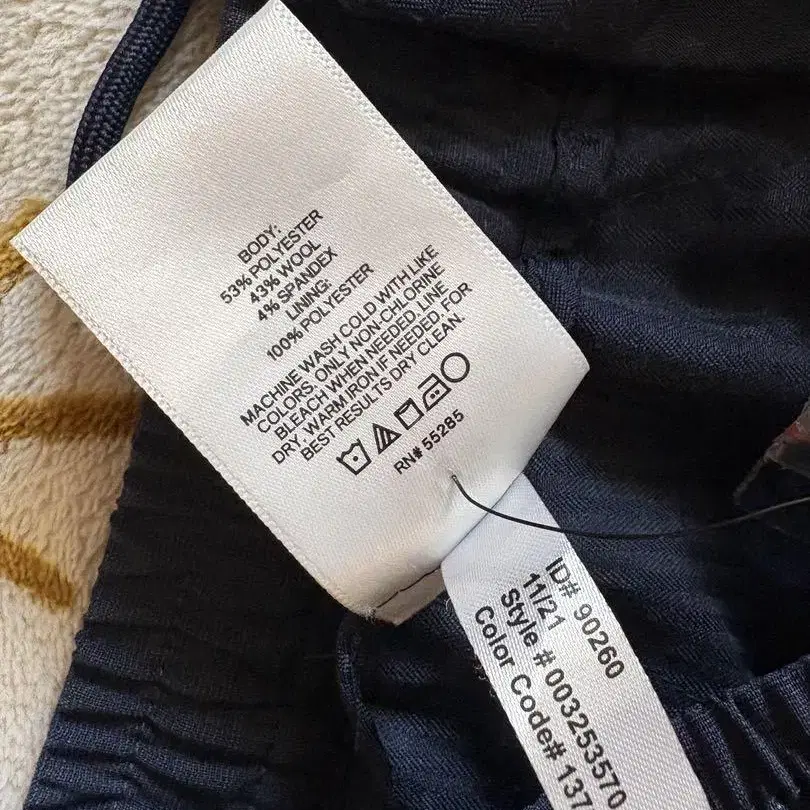 BODY:
53% POLYESTER
43% WOOL
4% SPANDEX
LINING:
100% POLYESTER
MACHINE WASH COLD WITH LIKE
COLORS. ONLY NON-CHLORINE
BLEACH WHEN NEEDED. LINE
DRY, WARM IRON IF NEEDED. FOR
BEST RESULTS DRY CLEAN.
RN# 55285
ID# 90260
11/21
Style # 003253570
Color Code# 137